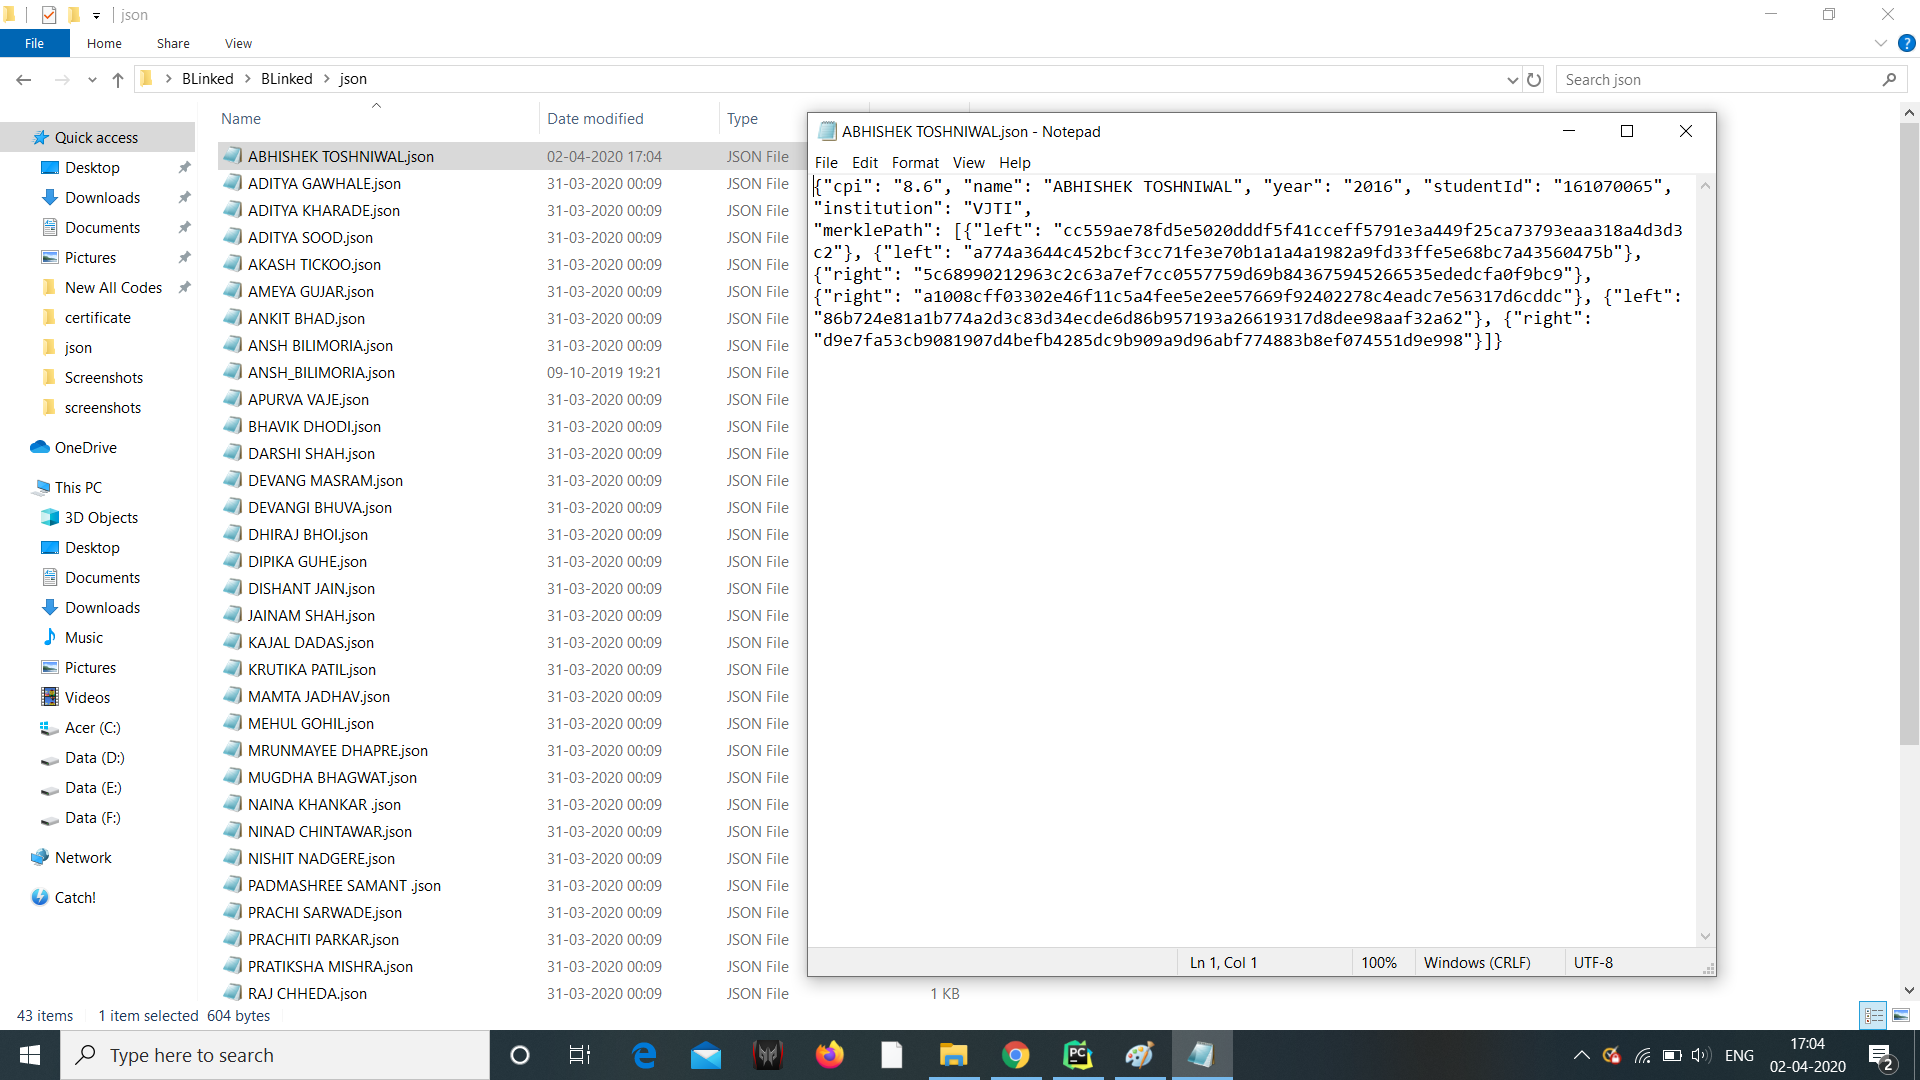 json
File
Home
Share
View
BLinked
BLinked
json
Search json
Name
Date modified
Type
Quick access
Desktop
Downloads
Documents
Pictures
New All Codes
certificate
json
Screenshots
screenshots
OneDrive
This PC
3D Objects
Desktop
Documents
Downloads
Music
Pictures
Videos
Acer (C:)
Data (D:)
Data (E:)
Data (F:)
Network
Catch!
ABHISHEK TOSHNIWAL.json 02-04-2020 17:04 JSON File
ADITYA GAWHALE.json 31-03-2020 00:09 JSON File
ADITYA KHARADE.json 31-03-2020 00:09 JSON File
ADITYA SOOD.json 31-03-2020 00:09 JSON File
AKASH TICKOO.json 31-03-2020 00:09 JSON File
AMEYA GUJAR.json 31-03-2020 00:09 JSON File
ANKIT BHAD.json 31-03-2020 00:09 JSON File
ANSH BILIMORIA.json 31-03-2020 00:09 JSON File
ANSH_BILIMORIA.json 09-10-2019 19:21 JSON File
APURVA VAJE.json 31-03-2020 00:09 JSON File
BHAVIK DHODI.json 31-03-2020 00:09 JSON File
DARSHI SHAH.json 31-03-2020 00:09 JSON File
DEVANG MASRAM.json 31-03-2020 00:09 JSON File
DEVANGI BHUVA.json 31-03-2020 00:09 JSON File
DHIRAJ BHOI.json 31-03-2020 00:09 JSON File
DIPIKA GUHE.json 31-03-2020 00:09 JSON File
DISHANT JAIN.json 31-03-2020 00:09 JSON File
JAINAM SHAH.json 31-03-2020 00:09 JSON File
KAJAL DADAS.json 31-03-2020 00:09 JSON File
KRUTIKA PATIL.json 31-03-2020 00:09 JSON File
MAMTA JADHAV.json 31-03-2020 00:09 JSON File
MEHUL GOHIL.json 31-03-2020 00:09 JSON File
MRUNMAYEE DHAPRE.json 31-03-2020 00:09 JSON File
MUGDHA BHAGWAT.json 31-03-2020 00:09 JSON File
NAINA KHANKAR .json 31-03-2020 00:09 JSON File
NINAD CHINTAWAR.json 31-03-2020 00:09 JSON File
NISHIT NADGERE.json 31-03-2020 00:09 JSON File
PADMASHREE SAMANT .json 31-03-2020 00:09 JSON File
PRACHI SARWADE.json 31-03-2020 00:09 JSON File
PRACHITI PARKAR.json 31-03-2020 00:09 JSON File
PRATIKSHA MISHRA.json 31-03-2020 00:09 JSON File
RAJ CHHEDA.json 31-03-2020 00:09 JSON File 1 KB
ABHISHEK TOSHNIWAL.json - Notepad
File Edit Format View Help
{"cpi": "8.6", "name": "ABHISHEK TOSHNIWAL", "year": "2016", "studentId": "161070065",
"institution": "VJTI",
"merklePath": [{"left": "cc559ae78fd5e5020dddf5f41cceff5791e3a449f25ca73793eaa318a4d3d3
c2"}, {"left": "a774a3644c452bcf3cc71fe3e70b1a1a4a1982a9fd33ffe5e68bc7a43560475b"},
{"right": "5c68990212963c2c63a7ef7cc0557759d69b843675945266535ededcfa0f9bc9"},
{"right": "a1008cff03302e46f11c5a4fee5e2ee57669f92402278c4eadc7e56317d6cddc"}, {"left":
"86b724e81a1b774a2d3c83d34ecde6d86b957193a26619317d8dee98aaf32a62"}, {"right":
"d9e7fa53cb9081907d4befb4285dc9b909a9d96abf774883b8ef074551d9e998"}]}
Ln 1, Col 1
100%
Windows (CRLF)
UTF-8
43 items
1 item selected 604 bytes
Type here to search
PC
ENG
17:04
02-04-2020
2